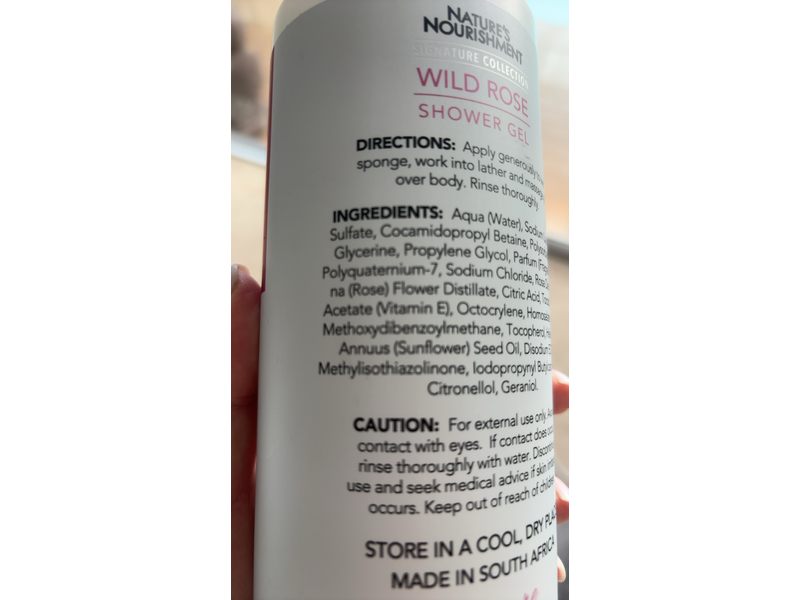 NATURE'S
NOURISHMENT
SIGNATURE COLLECTION
WILD ROSE
SHOWER GEL
DIRECTIONS: Apply generously
sponge, work into lather and
over body. Rinse thoroughly
INGREDIENTS: Aqua (Water),
Sulfate, Cocamidopropyl Betaine,
Glycerine, Propylene Glycol, Parfum
Polyquaternium-7, Sodium Chloride, Rosa
na (Rose) Flower Distillate, Citric Acid,
Acetate (Vitamin E), Octocrylene,
Methoxydibenzoylmethane, Tocopherol,
Annuus (Sunflower) Seed Oil,
Methylisothiazolinone, Iodopropynyl
Citronellol, Geraniol.
CAUTION: For external use only.
contact with eyes. If contact does
rinse thoroughly with water.
use and seek medical advice if skin
occurs. Keep out of reach of
STORE IN A COOL, DRY
MADE IN SOUTH AFRICA